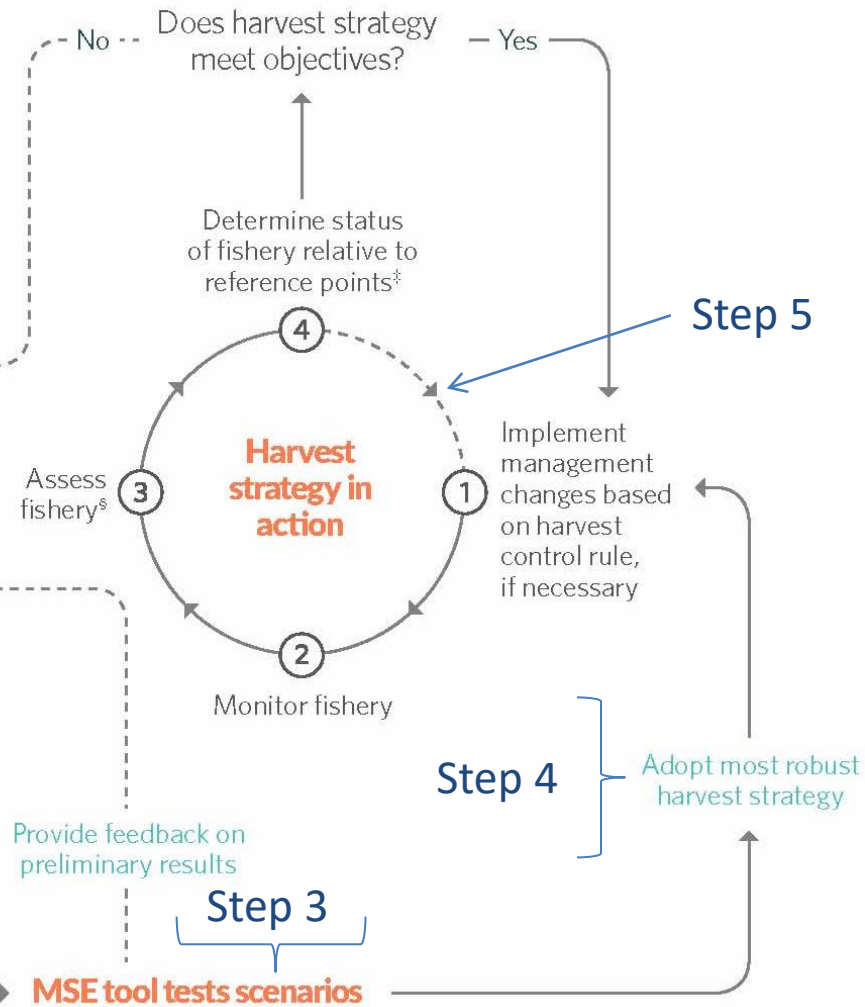 No
Does harvest strategy
meet objectives?
Yes
Determine status
of fishery relative to
reference points‡
4
Step 5
Harvest
strategy in
action
Assess
fishery§
3
1
Implement
management
changes based
on harvest
control rule,
if necessary
2
Monitor fishery
Step 4
Adopt most robust
harvest strategy
Provide feedback on
preliminary results
Step 3
MSE tool tests scenarios